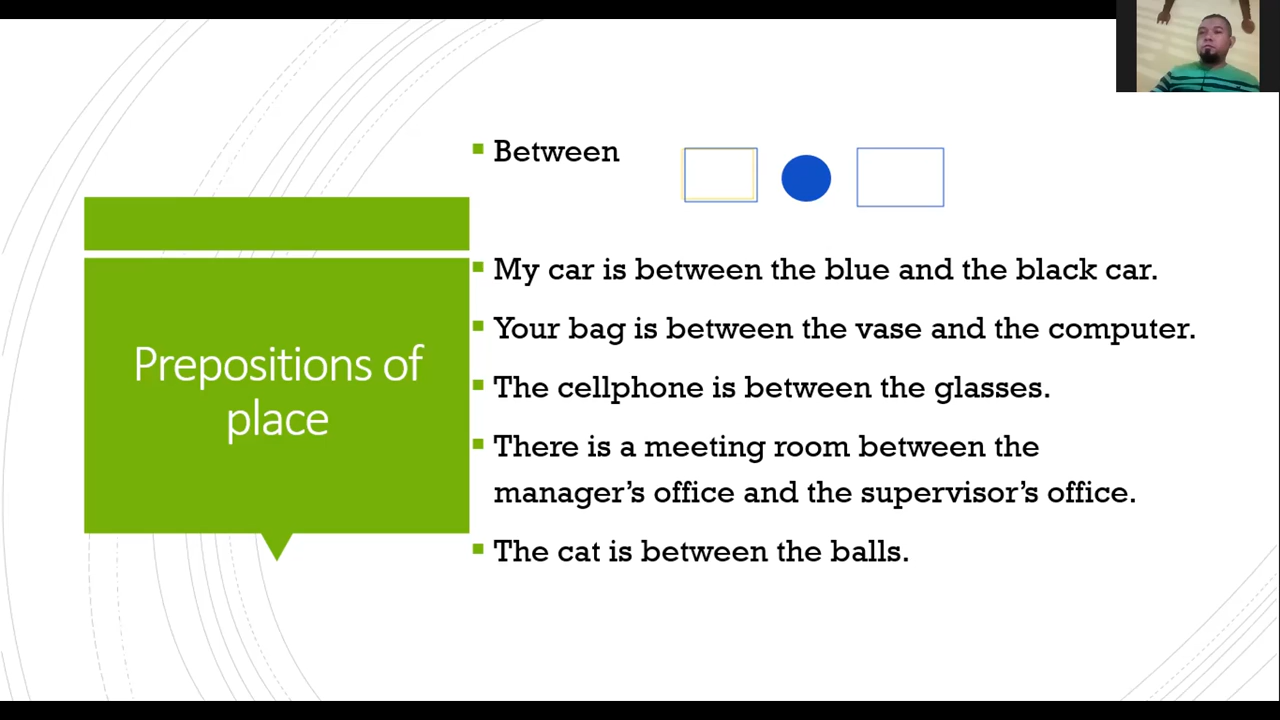 Prepositions of
place
Between
My car is between the blue and the black car.
Your bag is between the vase and the computer.
The cellphone is between the glasses.
There is a meeting room between the
manager’s office and the supervisor’s office.
The cat is between the balls.